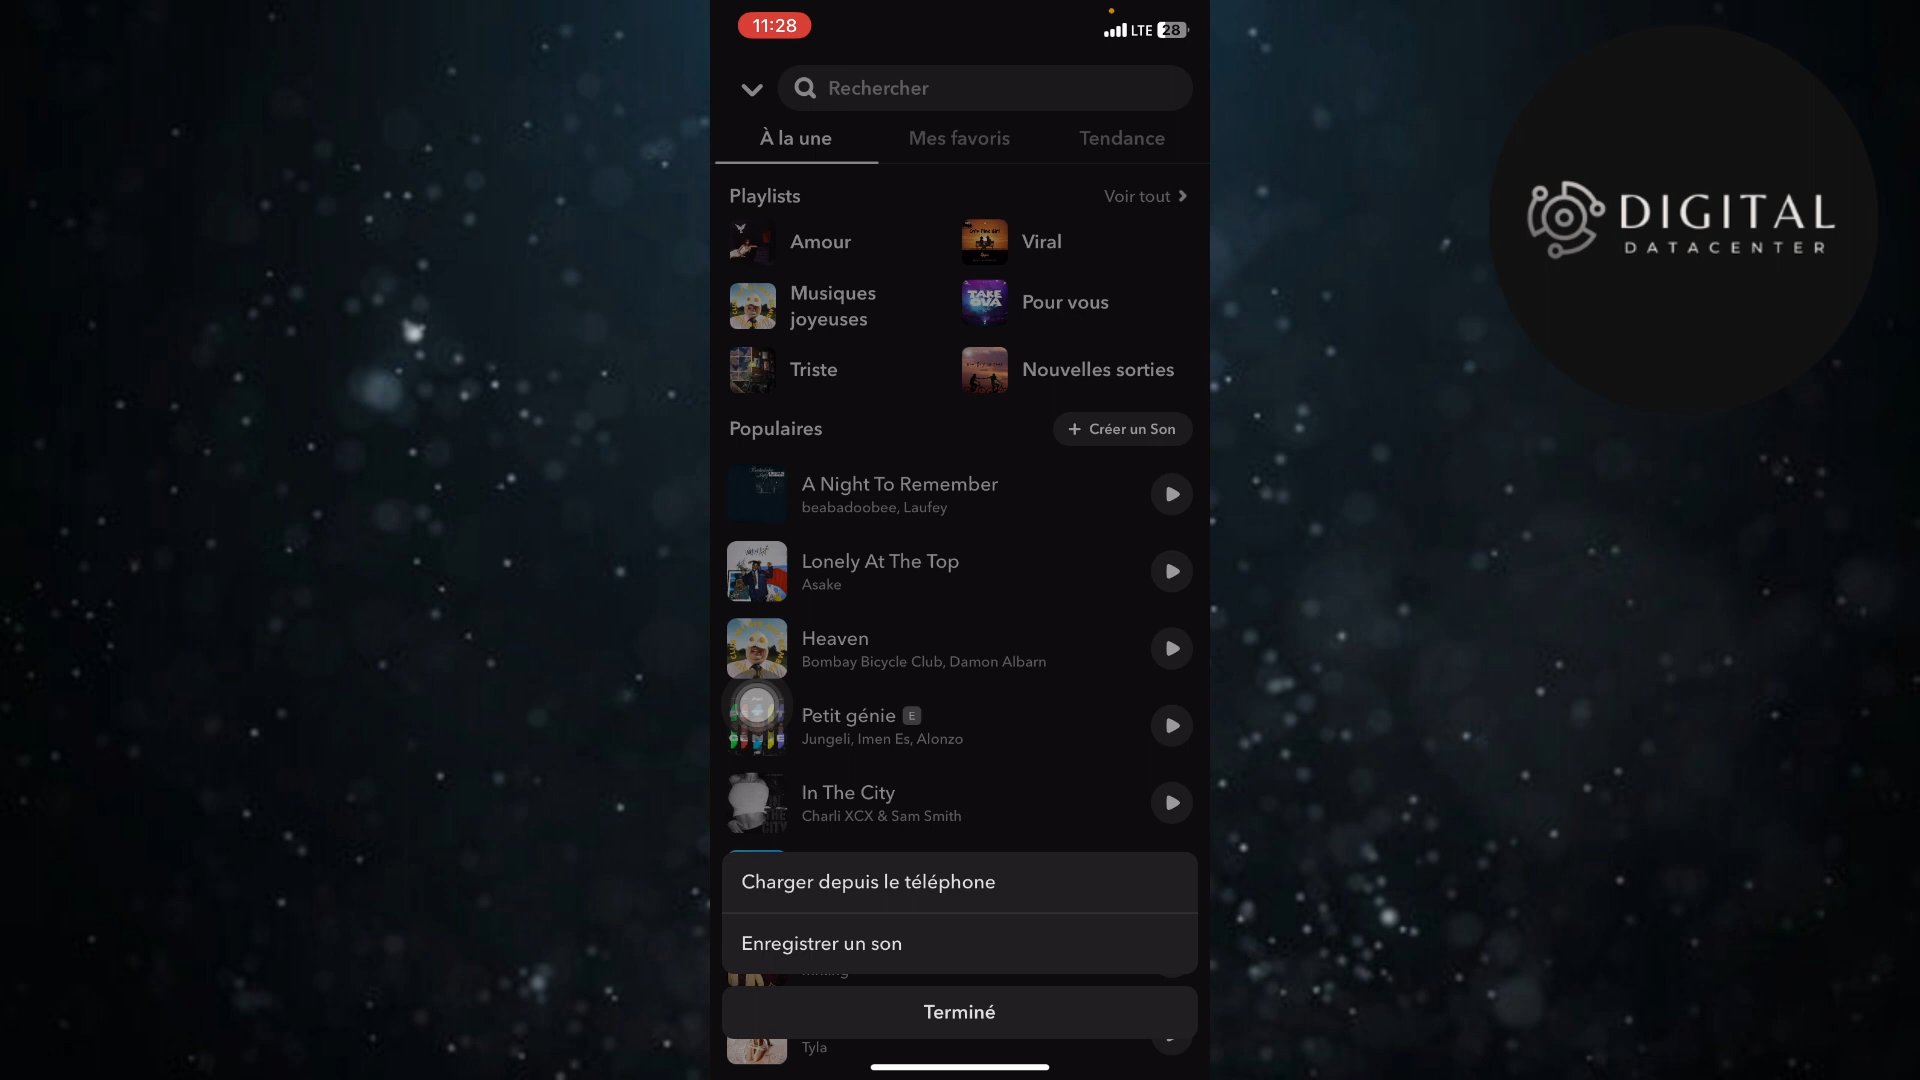 11:28
LTE 28
Rechercher
À la une
Mes favoris
Tendance
Playlists
Voir tout
Amour
Viral
Musiques
joyeuses
TAKE
OVA
Pour vous
Triste
Nouvelles sorties
Populaires
+ Créer un Son
A Night To Remember
beabadoobee, Laufey
Lonely At The Top
Asake
Heaven
Bombay Bicycle Club, Damon Albarn
Petit génie E
Jungeli, Imen Es, Alonzo
In The City
Charli XCX & Sam Smith
Charger depuis le téléphone
Enregistrer un son
Terminé
Tyla
DIGITAL
DATACENTER